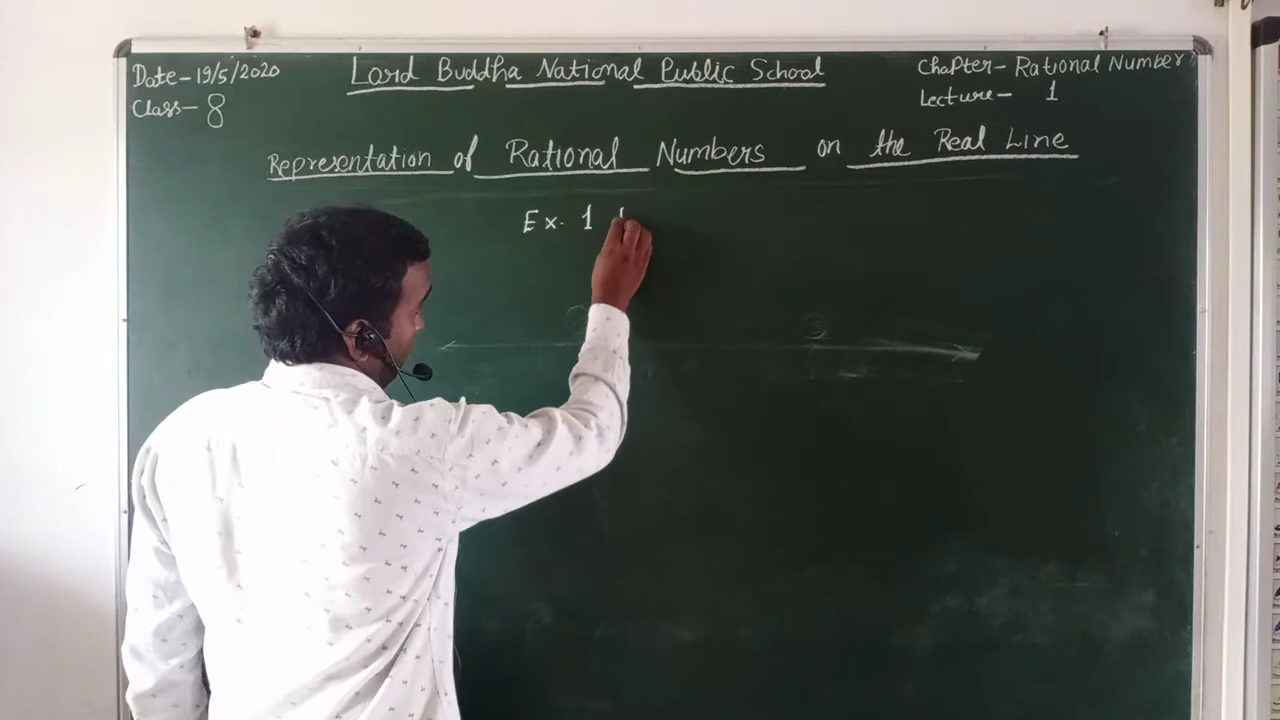 Date-19/5/2020
Class- 8
Lord Buddha National Public School
Chapter- Rational Number
Lecture- 1
Representation of Rational Numbers on the Real Line
Ex. 1